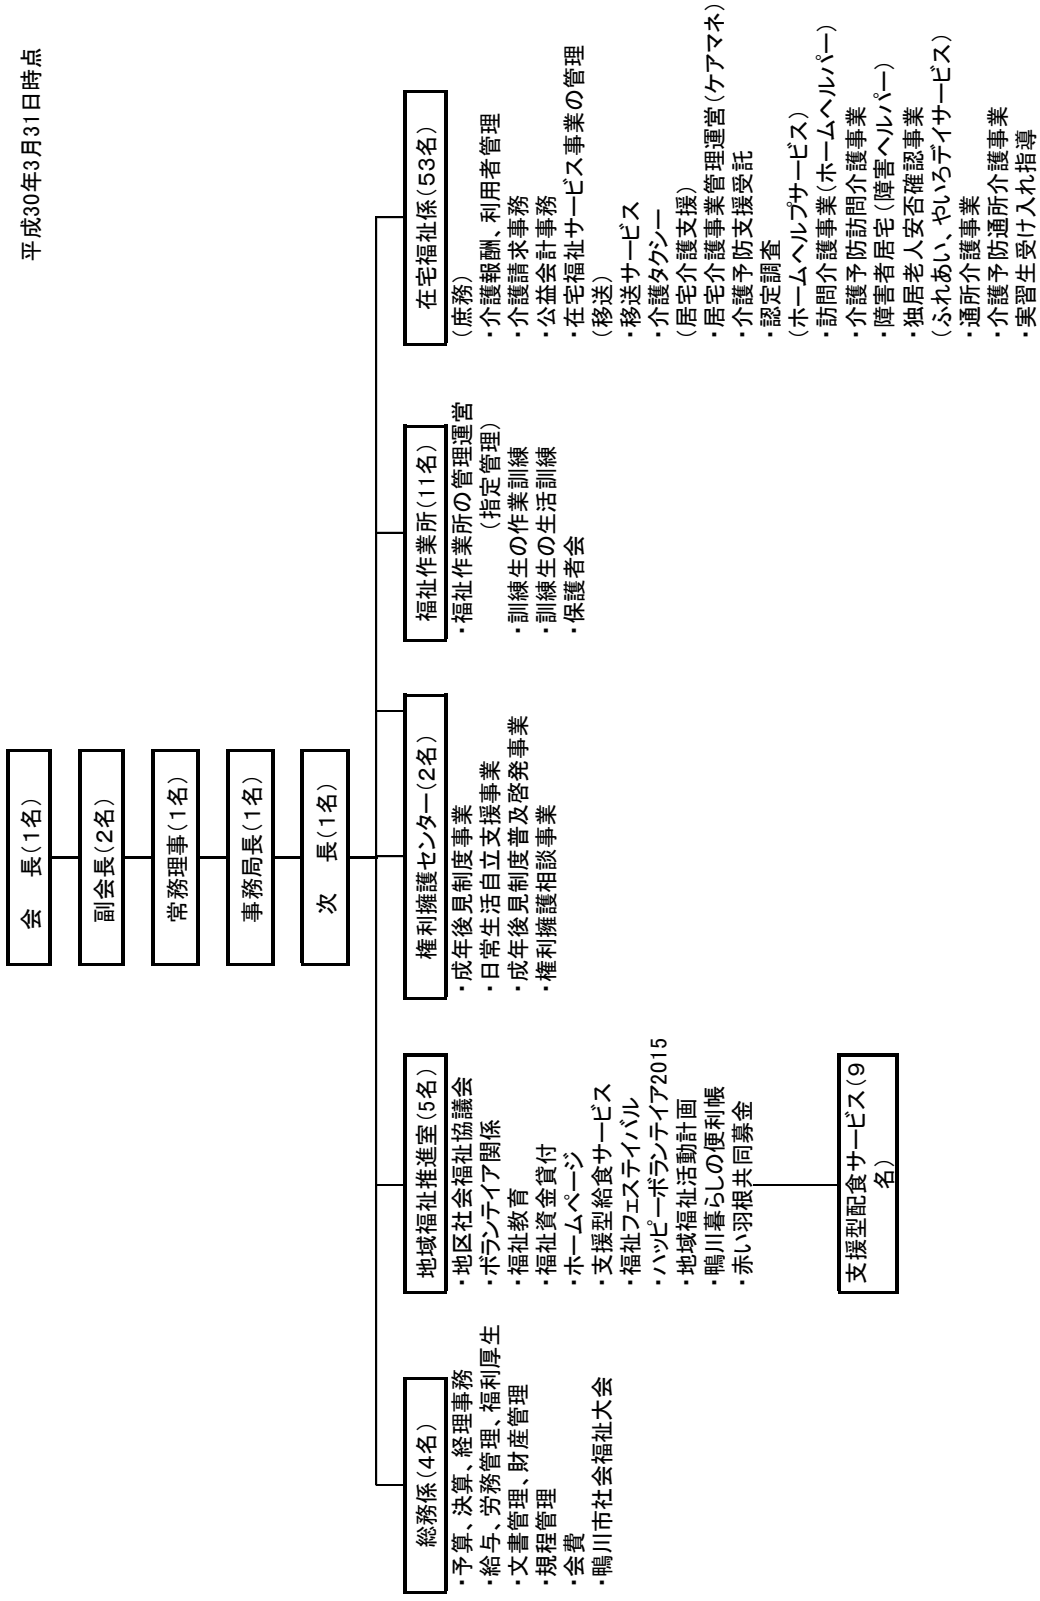 平成30年3月31日時点
会　長(1名)
副会長(2名)
常務理事(1名)
事務局長(1名)
次　長(1名)
総務係(4名)
・予算、決算、経理事務
・給与、労務管理、福利厚生
・文書管理、財産管理
・規程管理
・会費
・鴨川市社会福祉大会
地域福祉推進室(5名)
・地区社会福祉協議会
・ボランテイア関係
・福祉教育
・福祉資金貸付
・ホームページ
・支援型給食サービス
・福祉フェスティバル
・ハッピーボランテイア2015
・地域福祉活動計画
・鴨川暮らしの便利帳
・赤い羽根共同募金
支援型配食サービス(9
名)
権利擁護センター(2名)
・成年後見制度事業
・日常生活自立支援事業
・成年後見制度普及啓発事業
・権利擁護相談事業
福祉作業所(11名)
・福祉作業所の管理運営
(指定管理)
・訓練生の作業訓練
・訓練生の生活訓練
・保護者会
在宅福祉係(53名)
(庶務)
・介護報酬、利用者管理
・介護請求事務
・公益会計事務
・在宅福祉サービス事業の管理
(移送)
・移送サービス
・介護タクシー
(居宅介護支援)
・居宅介護事業管理運営(ケアマネ)
・介護予防支援受託
・認定調査
(ホームヘルプサービス)
・訪問介護事業(ホームヘルパー)
・介護予防訪問介護事業
・障害者居宅(障害ヘルパー)
・独居老人安否確認事業
(ふれあい、やいろデイサービス)
・通所介護事業
・介護予防通所介護事業
・実習生受け入れ指導